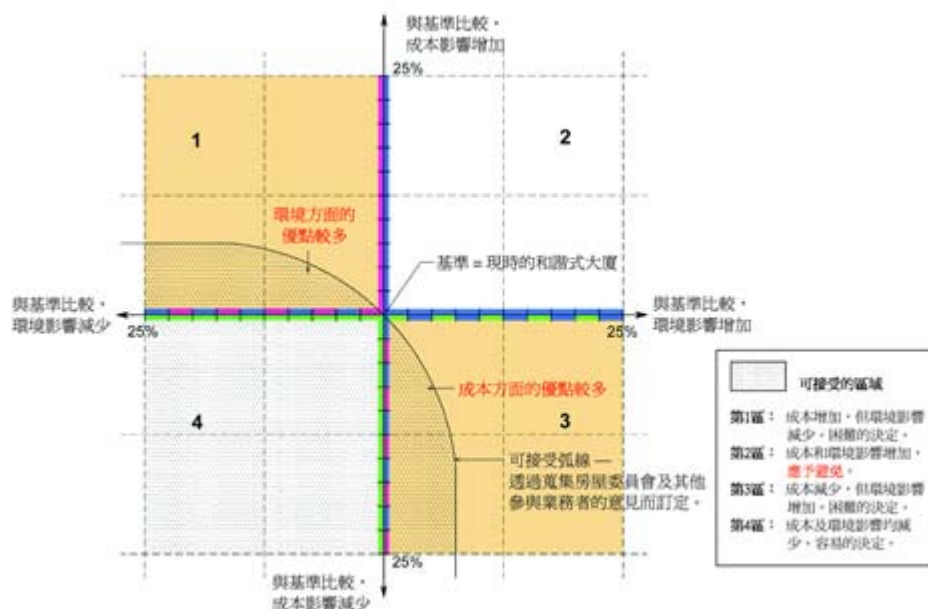 與基準比較，
成本影響增加
25%
1
2
環境方面的
優點較多
基準 = 現時的和諧式大廈
與基準比較，
環境影響減少
25%
與基準比較，
環境影響增加
25%
成本方面的優點較多
4
3
可接受弧線 —
透過蒐集房屋委員會及其他
參與業務者的意見而訂定。
25%
與基準比較，
成本影響減少
可接受的區域
第1區： 成本增加，但環境影響
減少。困難的決定。
第2區： 成本和環境影響增加，
應予避免。
第3區： 成本減少，但環境影響
增加。困難的決定。
第4區： 成本及環境影響均減
少。容易的決定。